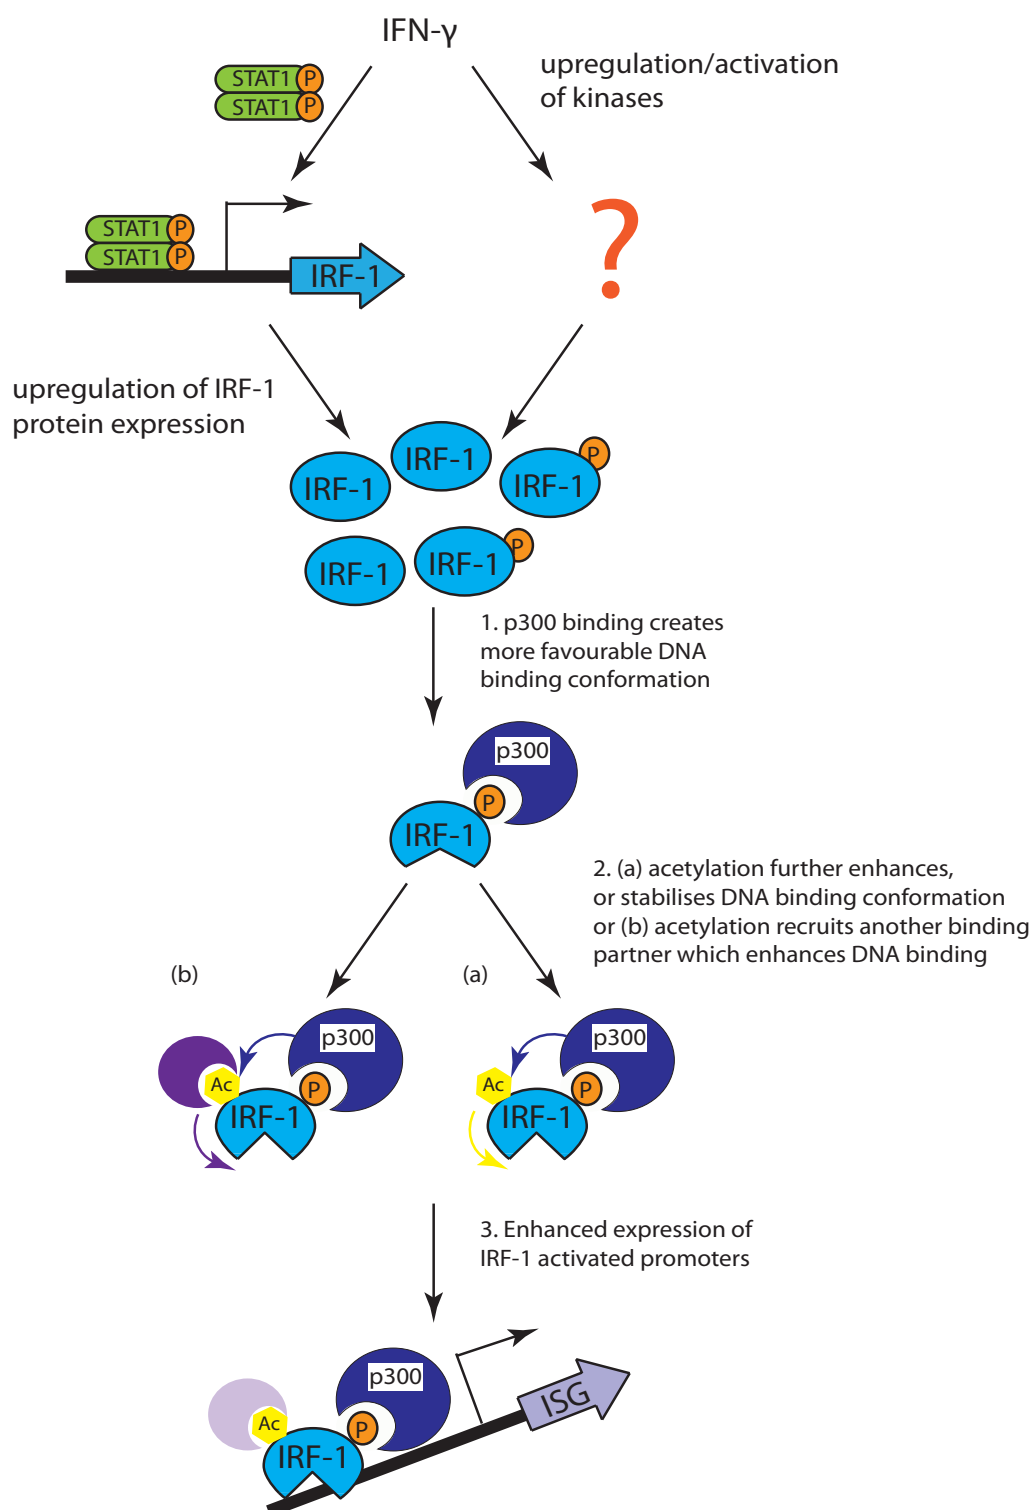 IFN-γ
STAT1 P
STAT1 P
upregulation/activation
of kinases
STAT1 P
STAT1 P
IRF-1
?
upregulation of IRF-1
protein expression
IRF-1
IRF-1
IRF-1
P
IRF-1
IRF-1
P
1. p300 binding creates
more favourable DNA
binding conformation
p300
P
IRF-1
2. (a) acetylation further enhances,
or stabilises DNA binding conformation
or (b) acetylation recruits another binding
partner which enhances DNA binding
(b)
(a)
p300
Ac
P
IRF-1
p300
Ac
P
IRF-1
3. Enhanced expression of
IRF-1 activated promoters
p300
ISG
Ac
P
IRF-1